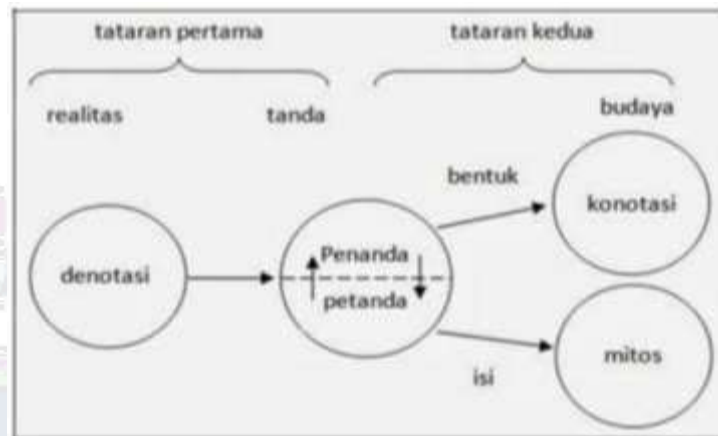 tataran pertama
tataran kedua
realitas
tanda
budaya
bentuk
konotasi
denotasi
Penanda
petanda
isi
mitos